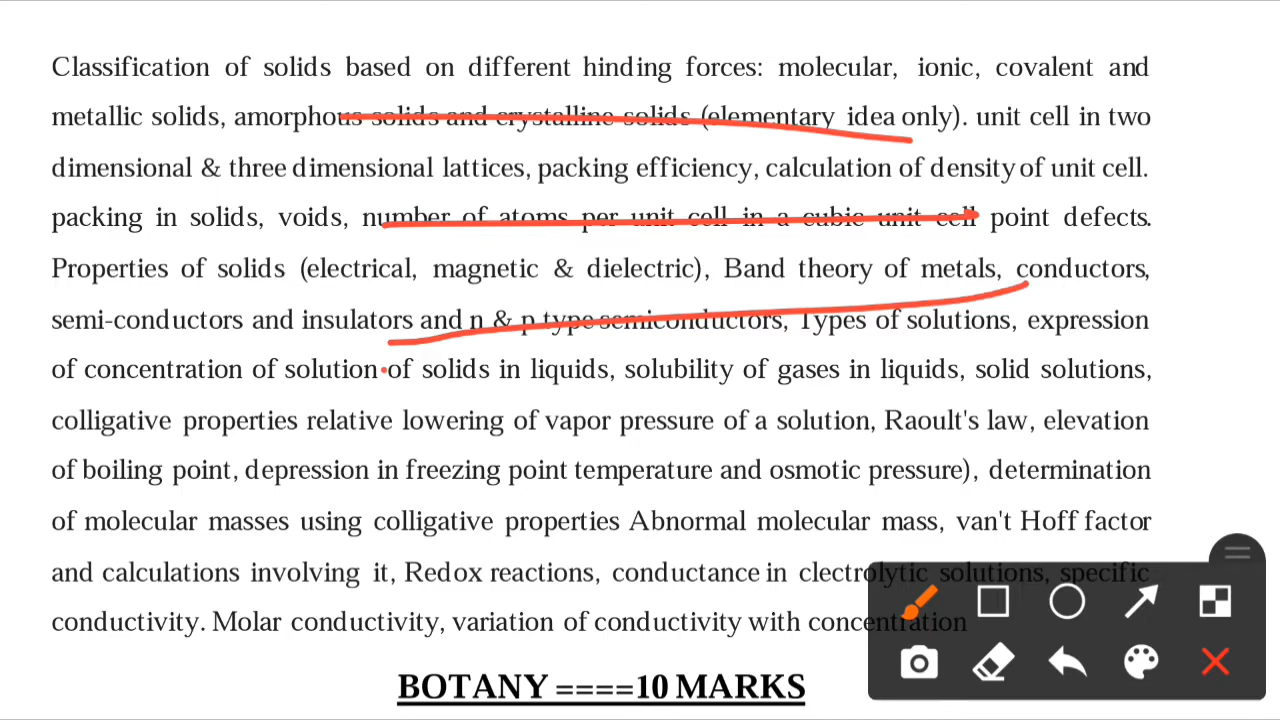 Classification of solids based on different hinding forces: molecular, ionic, covalent and
metallic solids, amorphous solids and crystalline solids (elementary idea only). unit cell in two
dimensional & three dimensional lattices, packing efficiency, calculation of density of unit cell.
packing in solids, voids, number of atoms per unit cell in a cubic unit cell point defects.
Properties of solids (electrical, magnetic & dielectric), Band theory of metals, conductors,
semi-conductors and insulators and n & p type semiconductors, Types of solutions, expression
of concentration of solution of solids in liquids, solubility of gases in liquids, solid solutions,
colligative properties relative lowering of vapor pressure of a solution, Raoult's law, elevation
of boiling point, depression in freezing point temperature and osmotic pressure), determination
of molecular masses using colligative properties Abnormal molecular mass, van't Hoff factor
and calculations involving it, Redox reactions, conductance in clectrolytic solutions, specific
conductivity. Molar conductivity, variation of conductivity with concentration
BOTANY ====10 MARKS